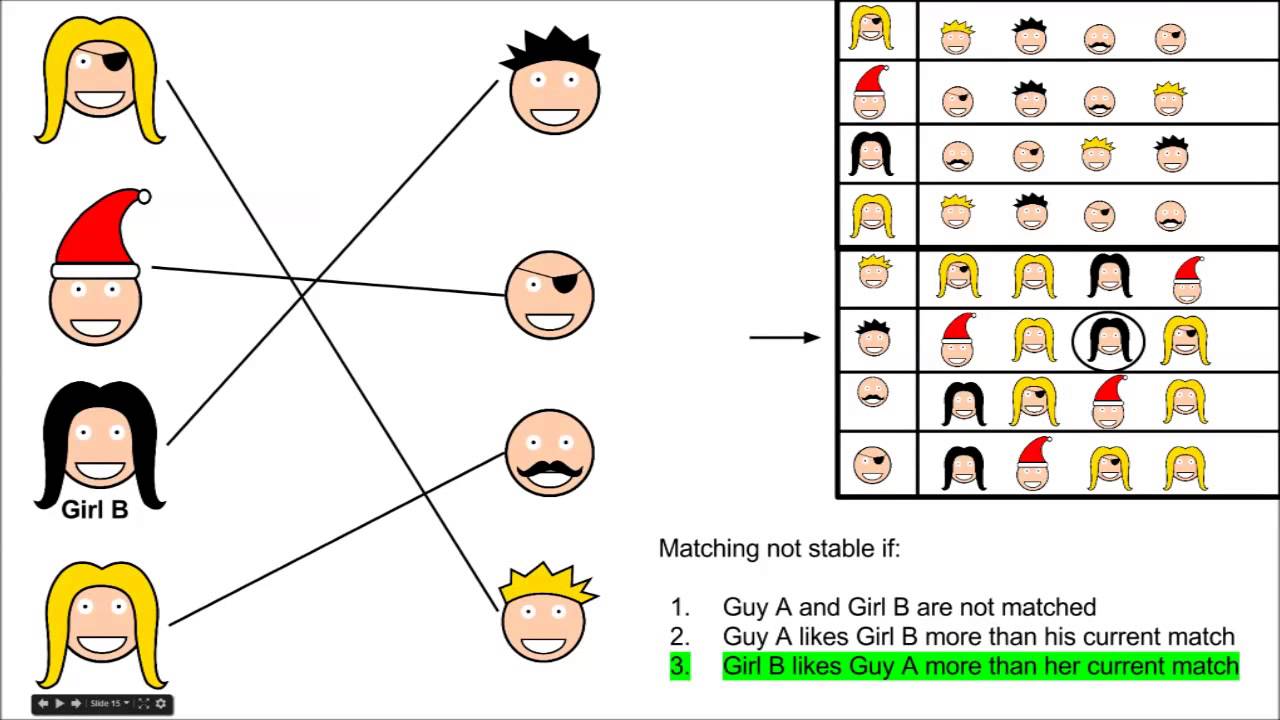 Girl B
Matching not stable if:
1. Guy A and Girl B are not matched
2. Guy A likes Girl B more than his current match
3. Girl B likes Guy A more than her current match
Slide 15